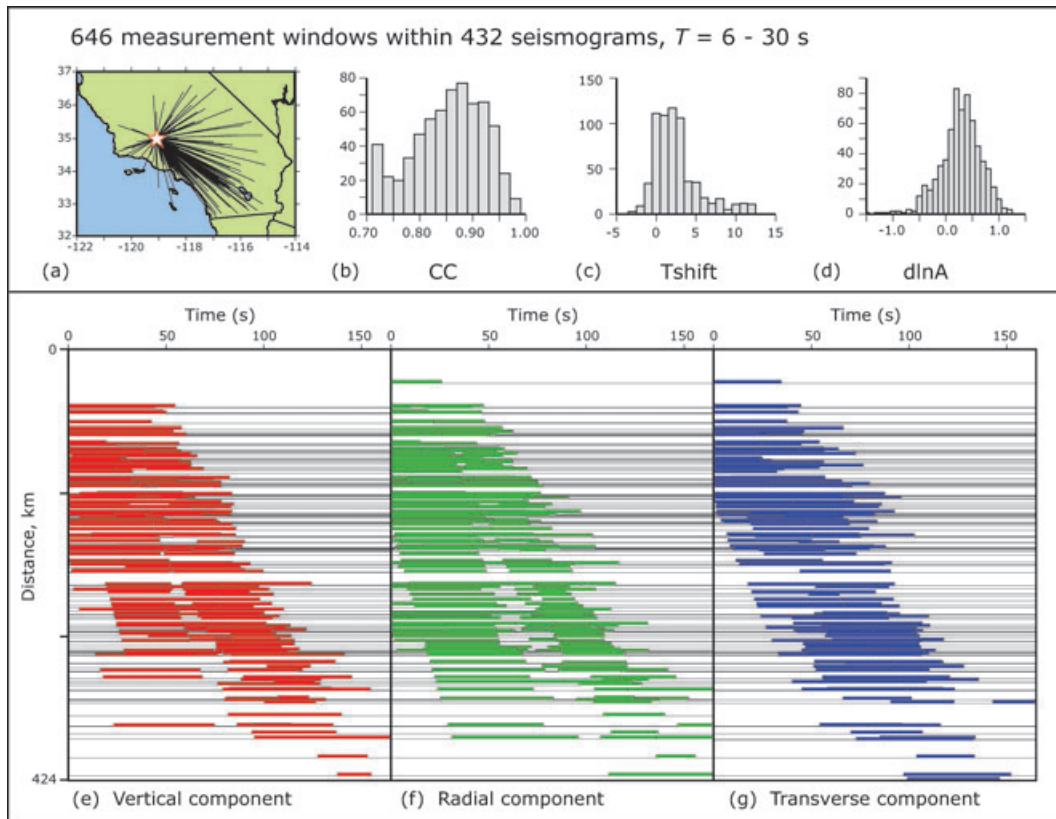 646 measurement windows within 432 seismograms, T = 6 - 30 s
37
36
35
34
33
32
-122 -120 -118 -116 -114
(a)
80
60
40
20
0
0.70 0.80 0.90 1.00
(b) CC
150
100
50
0
-5 0 5 10 15
(c) Tshift
80
60
40
20
0
-1.0 0.0 1.0
(d) dlnA
Time (s) Time (s) Time (s)
0 50 100 150 0 50 100 150 0 50 100 150
0
Distance, km
424
(e) Vertical component (f) Radial component (g) Transverse component